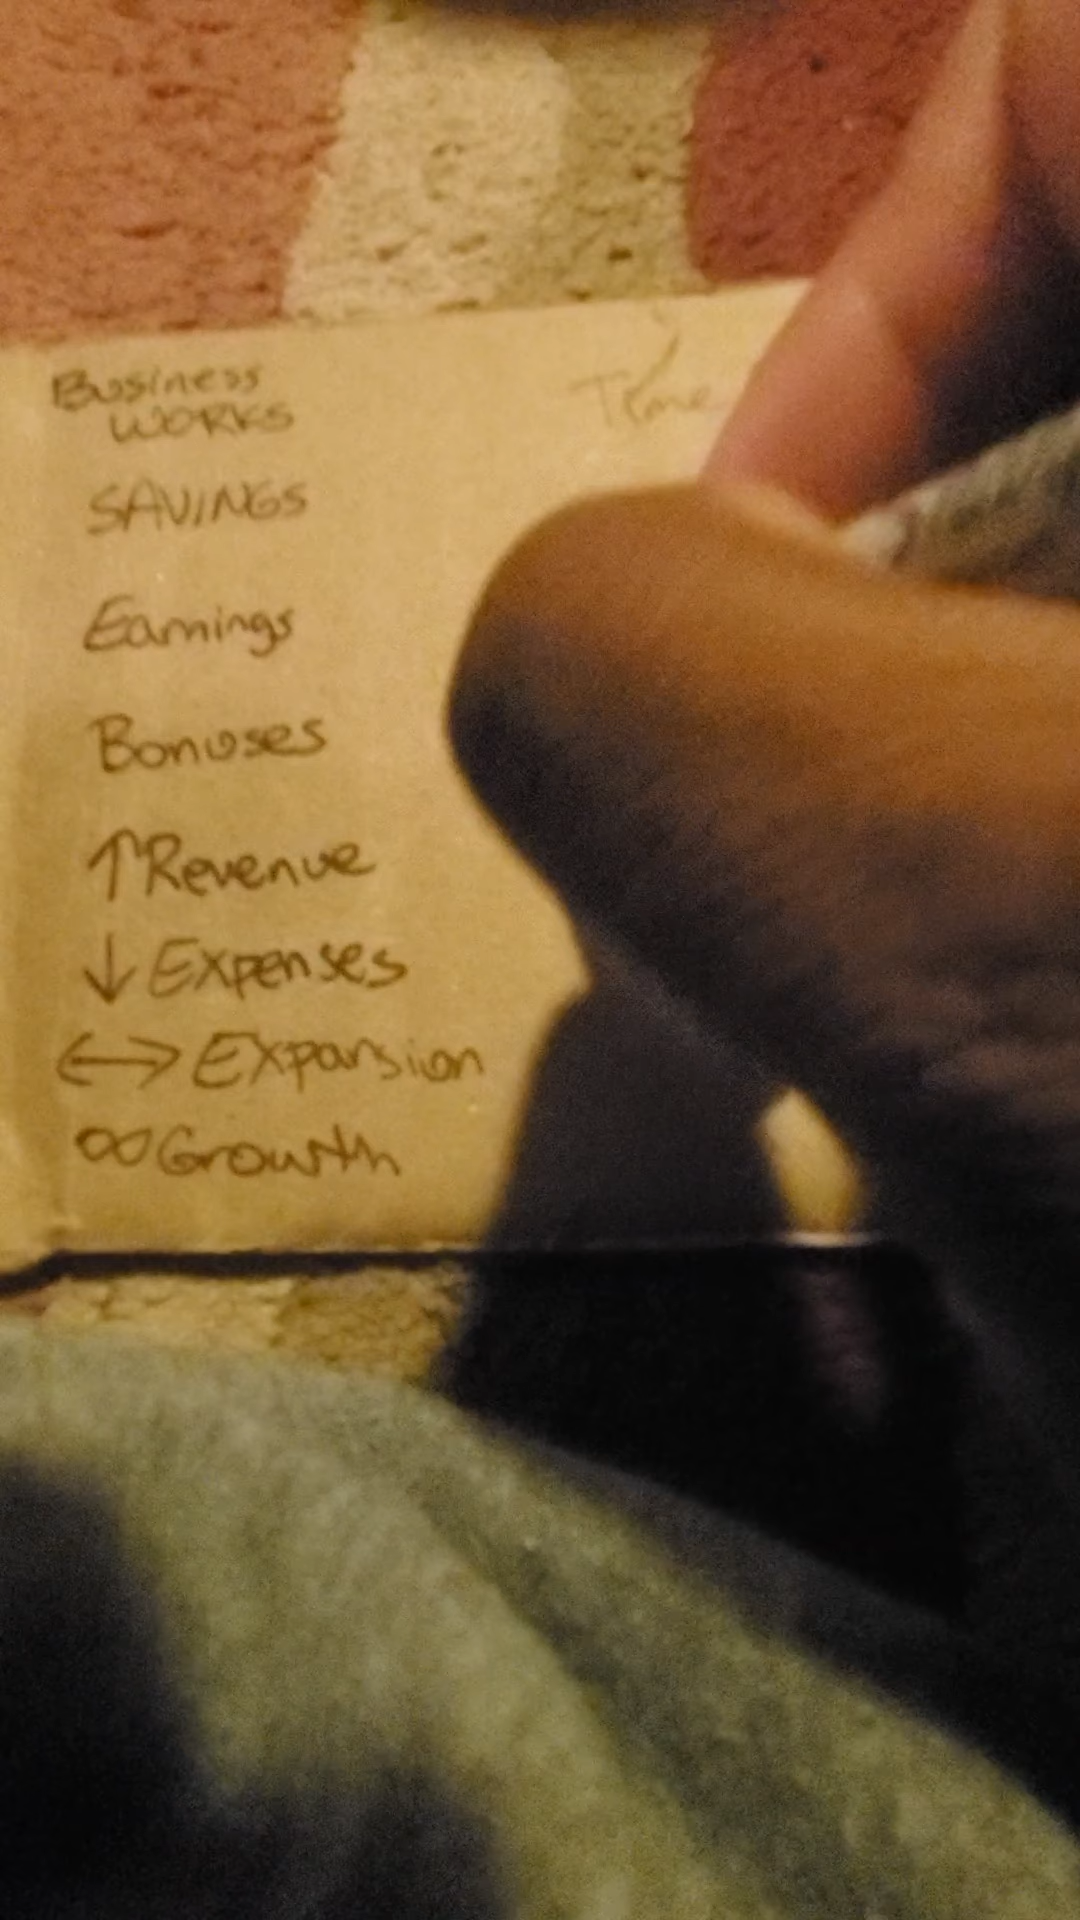 Business
WORKS
SAVINGS
Earnings
Bonuses
↑Revenue
↓ Expenses
↔ Expansion
∞Growth